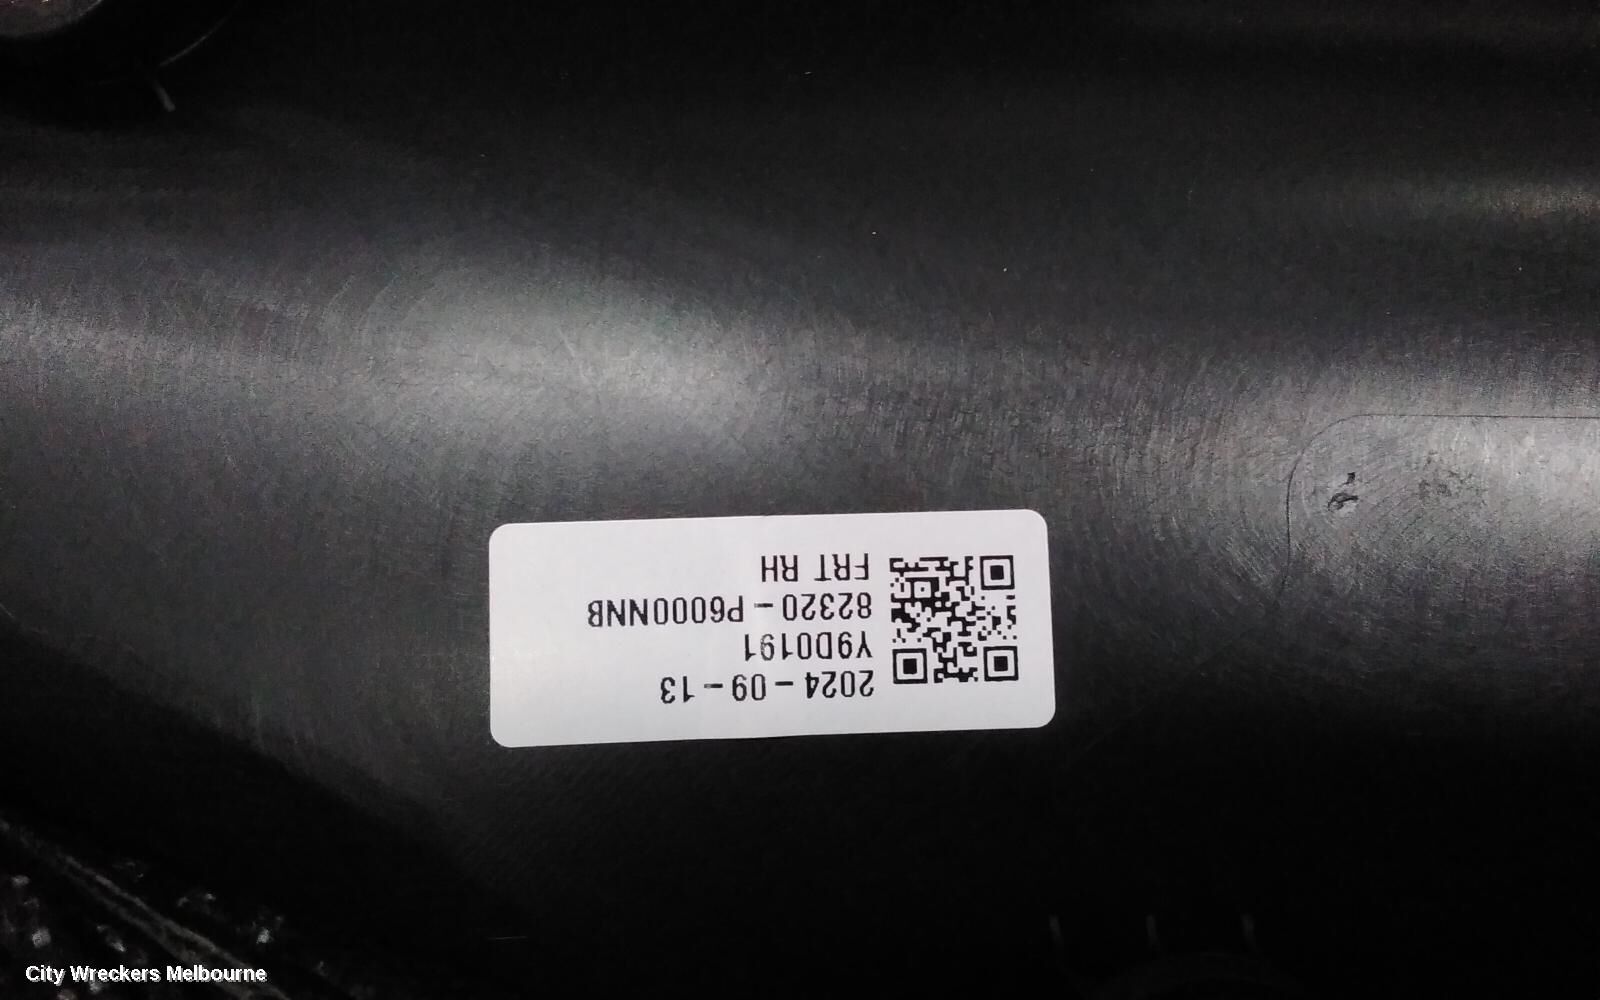 2024-09-13
Y9D0191
82320-P6000NNB
FRT RH
City Wreckers Melbourne